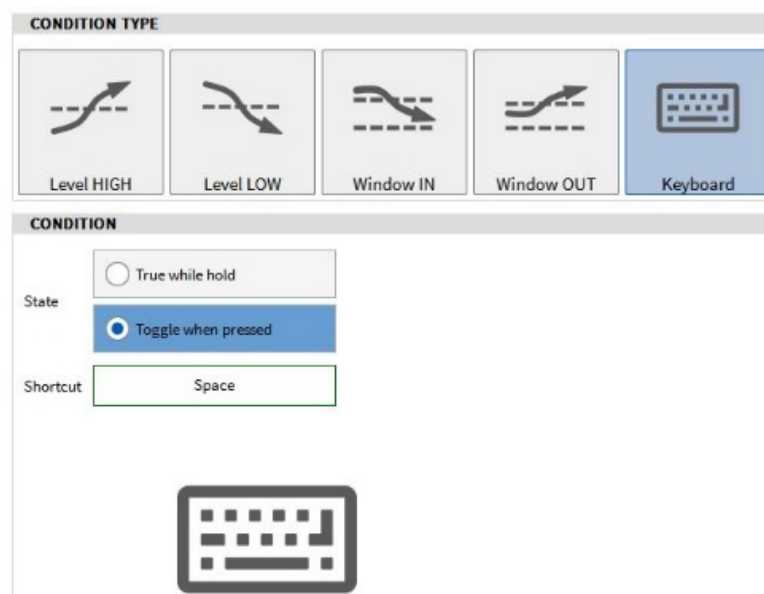 CONDITION TYPE
Level HIGH
Level LOW
Window IN
Window OUT
Keyboard
CONDITION
State
True while hold
Toggle when pressed
Shortcut
Space